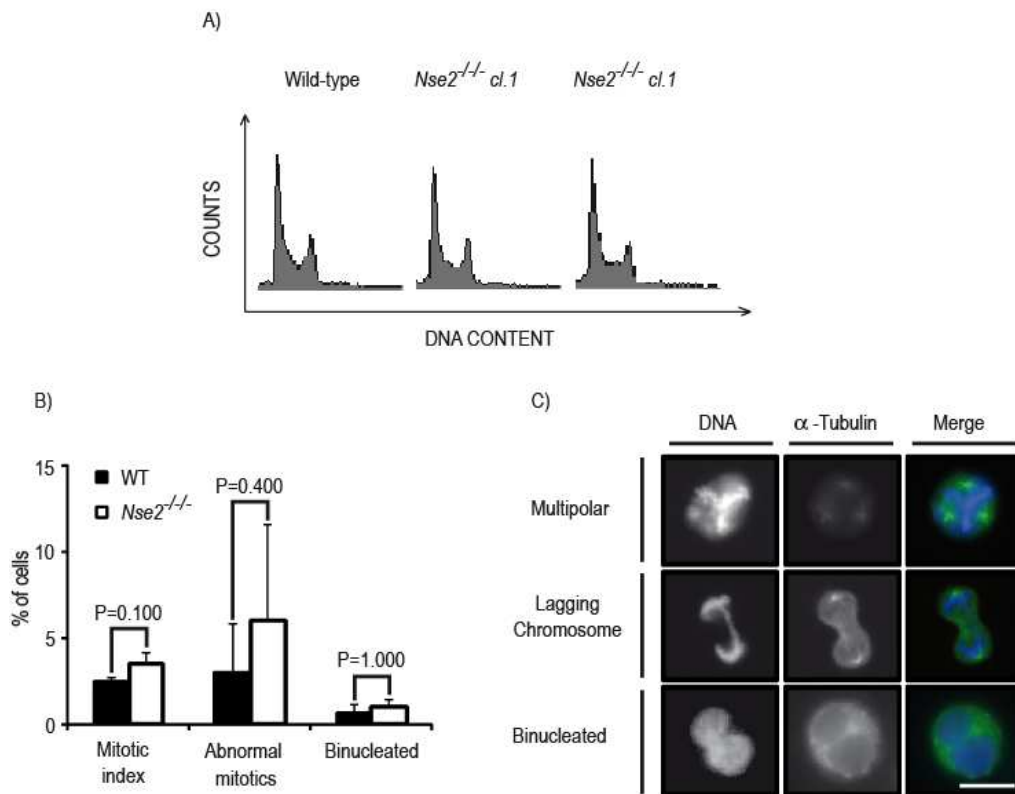 A)
Wild-type Nse2-/-/- cl.1 Nse2-/-/- cl.1
COUNTS
DNA CONTENT
B)
15
10
5
0
% of cells
WT
Nse2-/-/-
P=0.100
P=0.400
P=1.000
Mitotic
index
Abnormal
mitotics
Binucleated
C)
DNA α-Tubulin Merge
Multipolar
Lagging
Chromosome
Binucleated